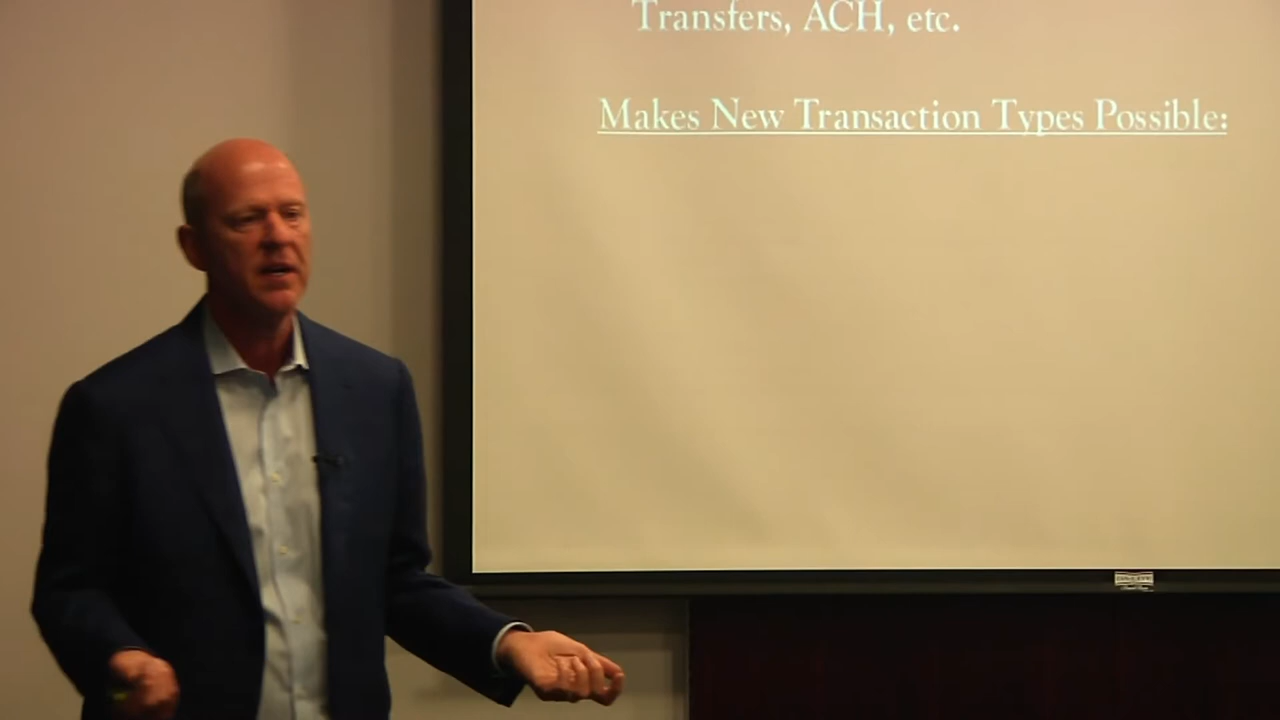 Transfers, ACH, etc.
Makes New Transaction Types Possible: